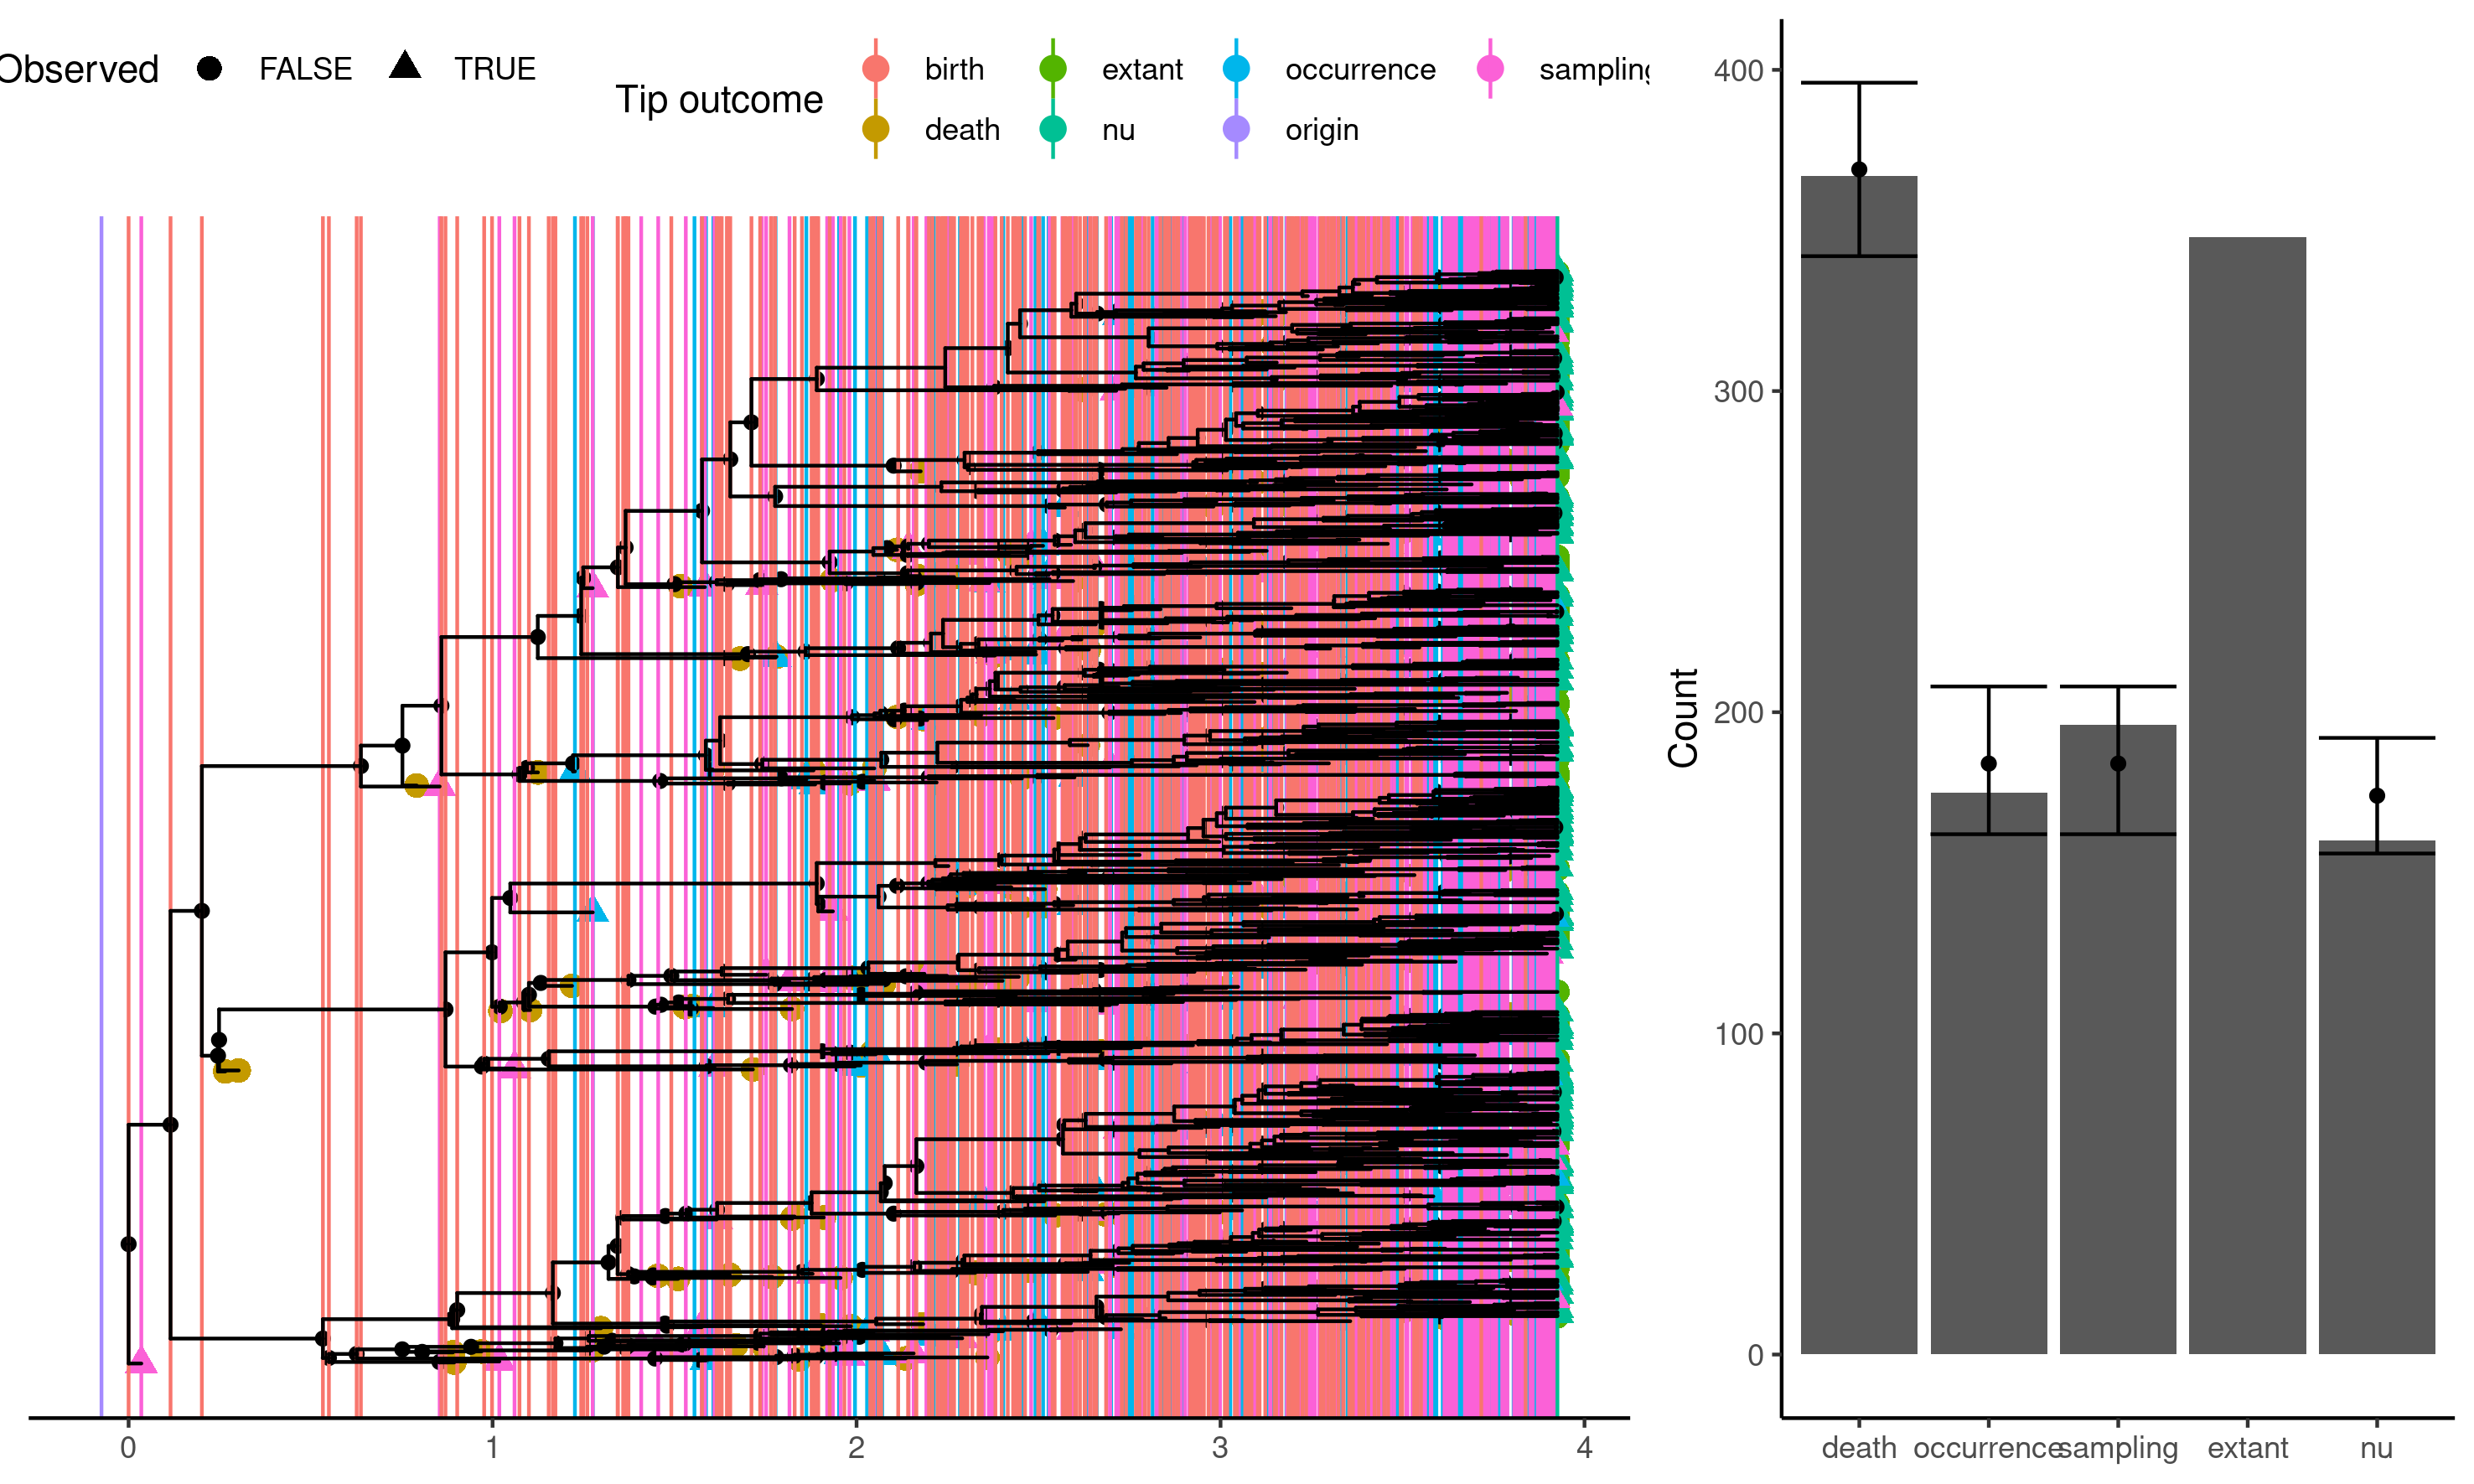 Observed FALSE TRUE
Tip outcome
birth extant occurrence sampling
death nu origin
0 1 2 3 4
Count
400
300
200
100
0
death occurrence sampling extant nu